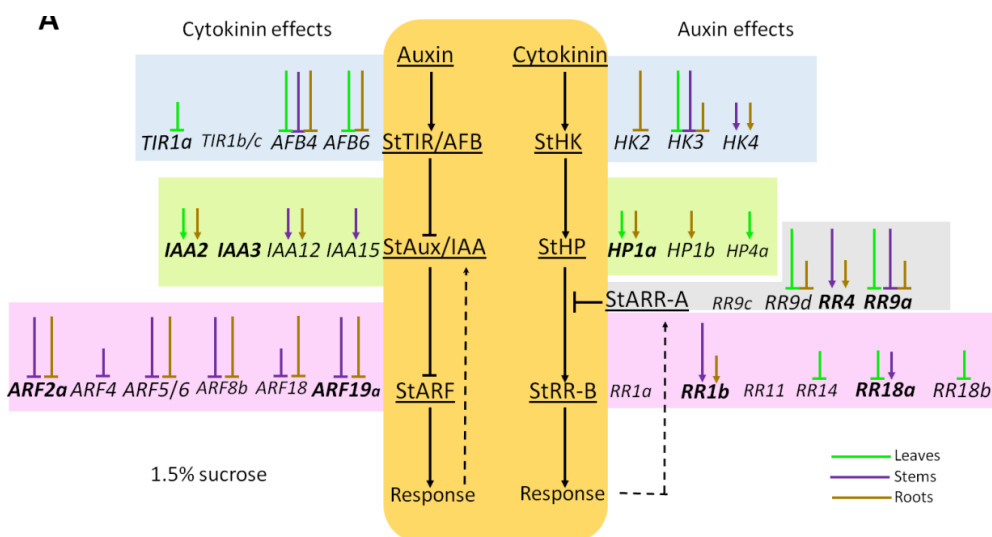 A
Cytokinin effects
Auxin effects
Auxin
Cytokinin
TIR1a TIR1b/c AFB4 AFB6
StTIR/AFB
StHK
HK2 HK3 HK4
IAA2 IAA3 IAA12 IAA15
StAux/IAA
StHP
HP1a HP1b HP4a
StARR-A
RR9c RR9d RR4 RR9a
ARF2a ARF4 ARF5/6 ARF8b ARF18 ARF19a
StARF
StRR-B
RR1a RR1b RR11 RR14 RR18a RR18b
1.5% sucrose
Response
Response
Leaves
Stems
Roots